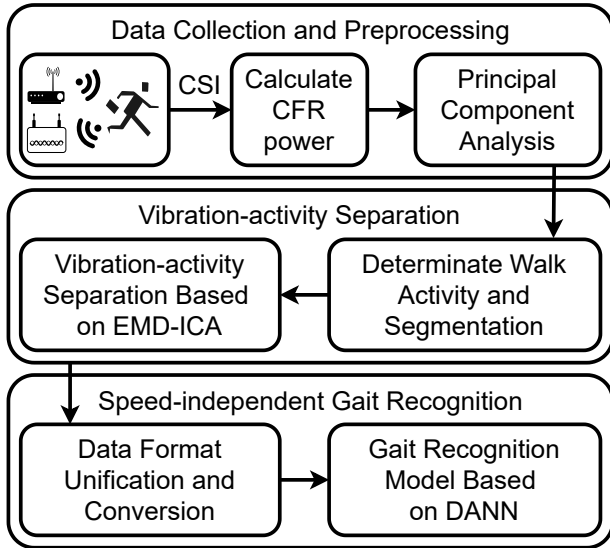 Data Collection and Preprocessing
CSI
Calculate
CFR
power
Principal
Component
Analysis
Vibration-activity Separation
Vibration-activity
Separation Based
on EMD-ICA
Determinate Walk
Activity and
Segmentation
Speed-independent Gait Recognition
Data Format
Unification and
Conversion
Gait Recognition
Model Based
on DANN